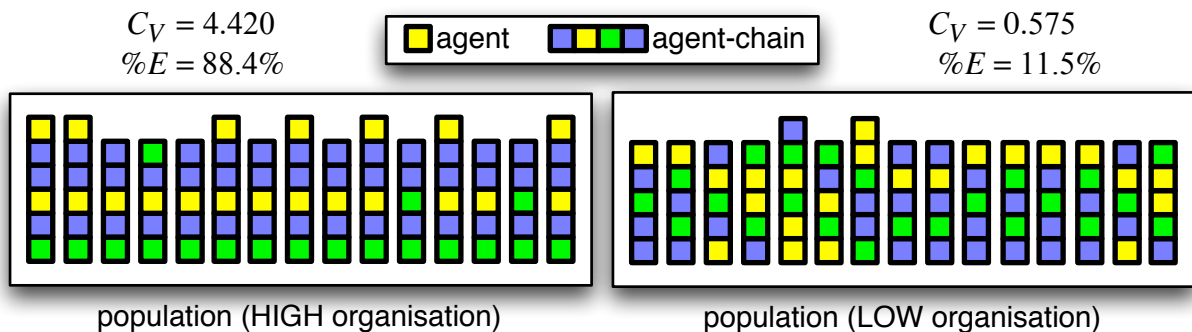 C_V = 4.420
%E = 88.4%
agent
agent-chain
C_V = 0.575
%E = 11.5%
population (HIGH organisation)
population (LOW organisation)